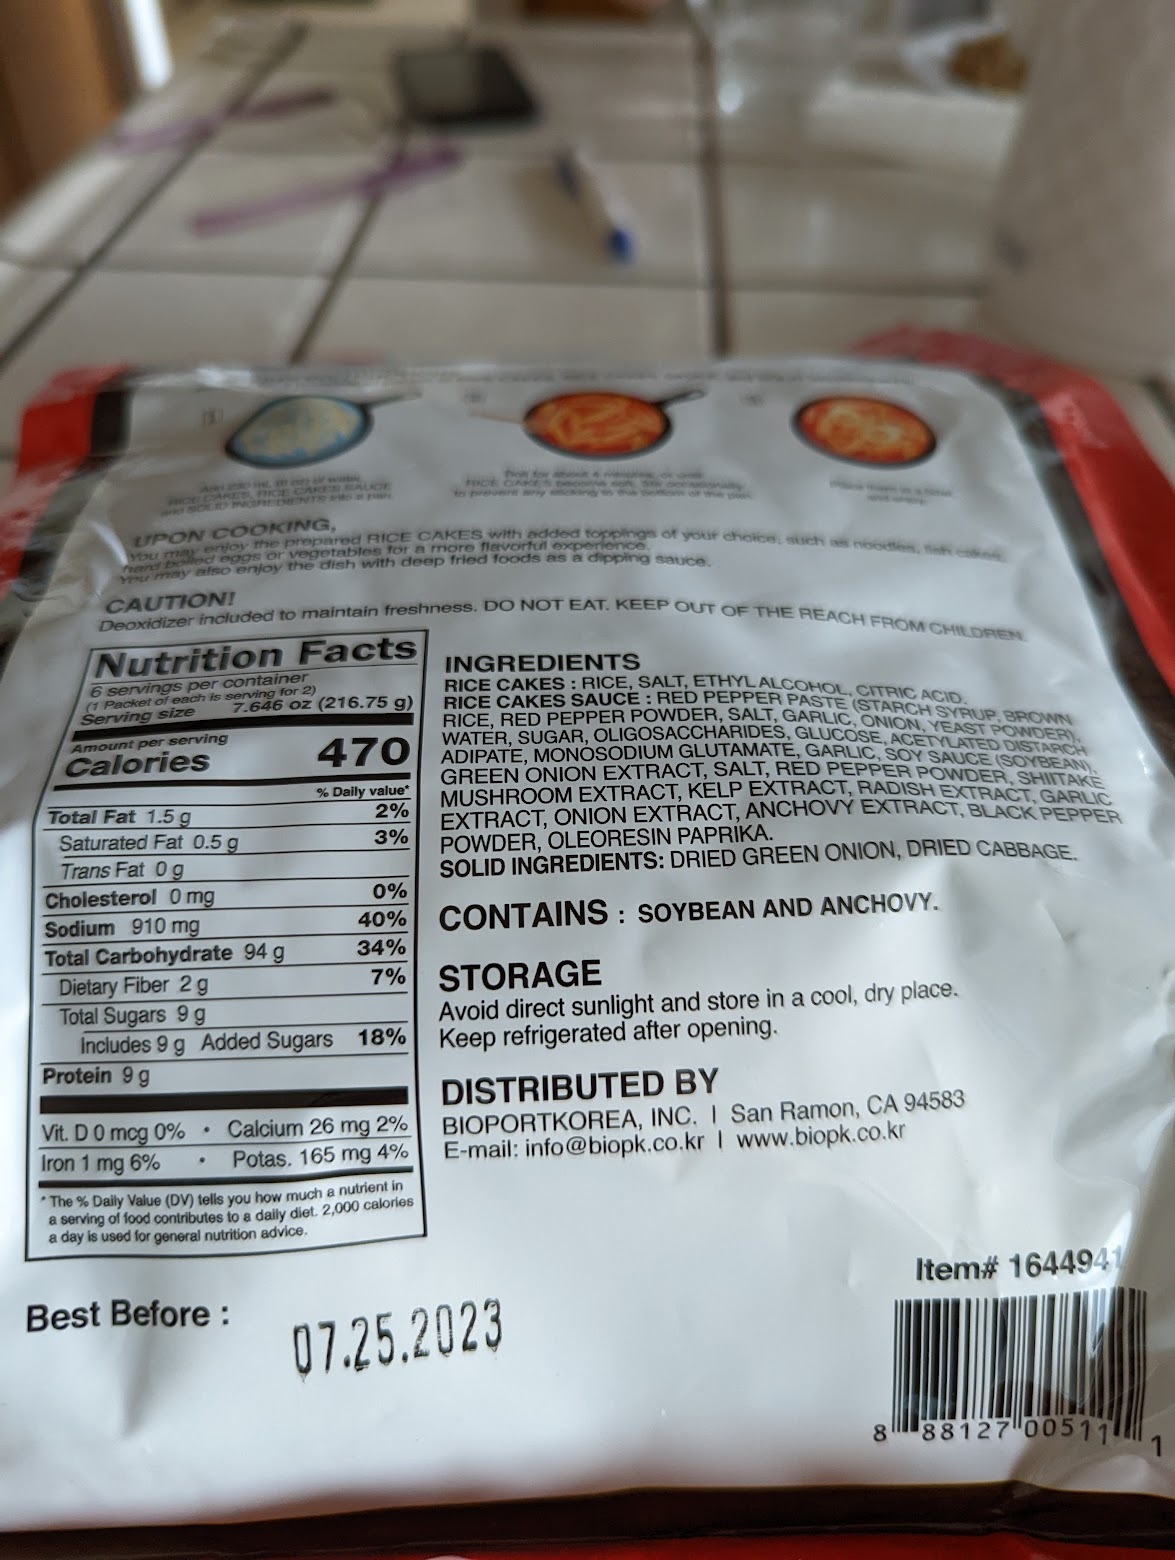 UPON COOKING,
You may enjoy the prepared RICE CAKES with added toppings of your choice, such as noodles, fish cakes,
hard boiled eggs or vegetables for a more flavorful experience.
You may also enjoy the dish with deep fried foods as a dipping sauce.
CAUTION!
Deoxidizer included to maintain freshness. DO NOT EAT. KEEP OUT OF THE REACH FROM CHILDREN.
Nutrition Facts
6 servings per container
(1 Packet of each is serving for 2)
Serving size 7.646 oz (216.75 g)
Amount per serving
Calories 470
% Daily value*
Total Fat 1.5 g 2%
Saturated Fat 0.5 g 3%
Trans Fat 0 g
Cholesterol 0 mg 0%
Sodium 910 mg 40%
Total Carbohydrate 94 g 34%
Dietary Fiber 2 g 7%
Total Sugars 9 g
Includes 9 g Added Sugars 18%
Protein 9 g
Vit. D 0 mcg 0% • Calcium 26 mg 2%
Iron 1 mg 6% • Potas. 165 mg 4%
* The % Daily Value (DV) tells you how much a nutrient in
a serving of food contributes to a daily diet. 2,000 calories
a day is used for general nutrition advice.
INGREDIENTS
RICE CAKES : RICE, SALT, ETHYL ALCOHOL, CITRIC ACID.
RICE CAKES SAUCE : RED PEPPER PASTE (STARCH SYRUP, BROWN
RICE, RED PEPPER POWDER, SALT, GARLIC, ONION, YEAST POWDER),
WATER, SUGAR, OLIGOSACCHARIDES, GLUCOSE, ACETYLATED DISTARCH
ADIPATE, MONOSODIUM GLUTAMATE, GARLIC, SOY SAUCE (SOYBEAN),
GREEN ONION EXTRACT, SALT, RED PEPPER POWDER, SHIITAKE
MUSHROOM EXTRACT, KELP EXTRACT, RADISH EXTRACT, GARLIC
EXTRACT, ONION EXTRACT, ANCHOVY EXTRACT, BLACK PEPPER
POWDER, OLEORESIN PAPRIKA.
SOLID INGREDIENTS: DRIED GREEN ONION, DRIED CABBAGE.
CONTAINS : SOYBEAN AND ANCHOVY.
STORAGE
Avoid direct sunlight and store in a cool, dry place.
Keep refrigerated after opening.
DISTRIBUTED BY
BIOPORTKOREA, INC. | San Ramon, CA 94583
E-mail: info@biopk.co.kr | www.biopk.co.kr
Item# 1644941
Best Before :
07.25.2023
8 88127 00511 1